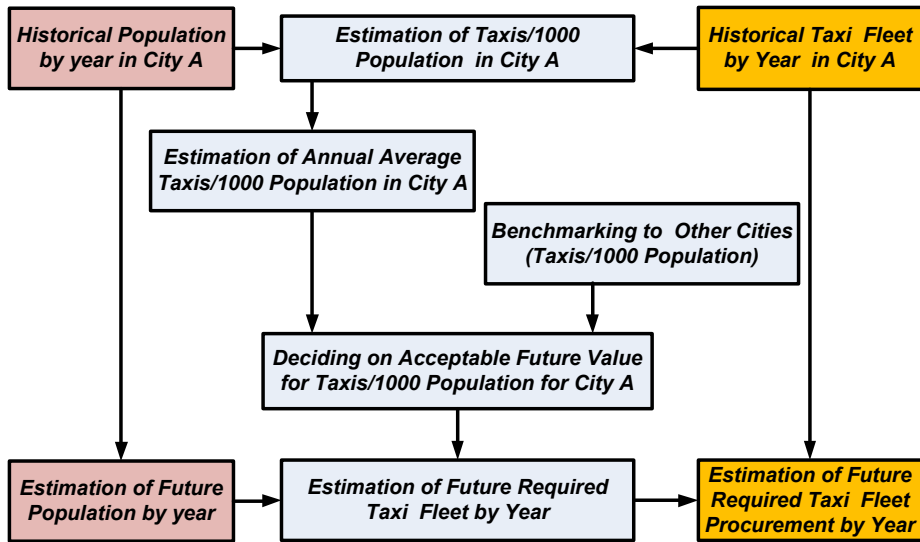 Historical Population
by year in City A
Estimation of Taxis/1000
Population in City A
Historical Taxi Fleet
by Year in City A
Estimation of Annual Average
Taxis/1000 Population in City A
Benchmarking to Other Cities
(Taxis/1000 Population)
Deciding on Acceptable Future Value
for Taxis/1000 Population for City A
Estimation of Future
Population by year
Estimation of Future Required
Taxi Fleet by Year
Estimation of Future
Required Taxi Fleet
Procurement by Year